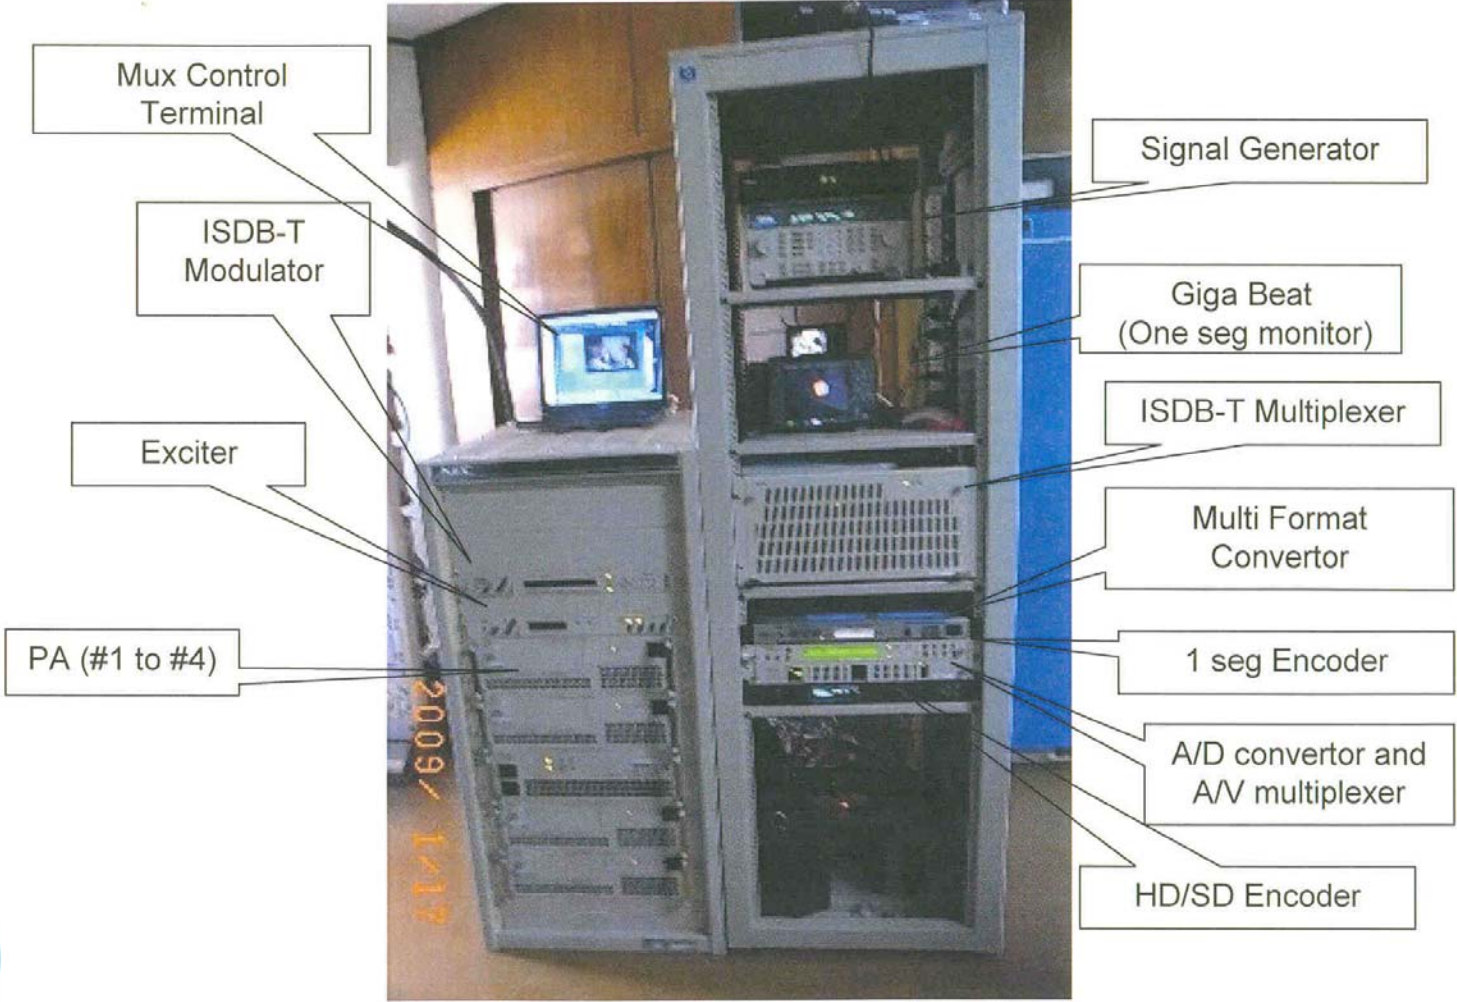 Mux Control
Terminal
ISDB-T
Modulator
Exciter
PA (#1 to #4)
Signal Generator
Giga Beat
(One seg monitor)
ISDB-T Multiplexer
Multi Format
Convertor
1 seg Encoder
A/D convertor and
A/V multiplexer
HD/SD Encoder
2009/ 1/17